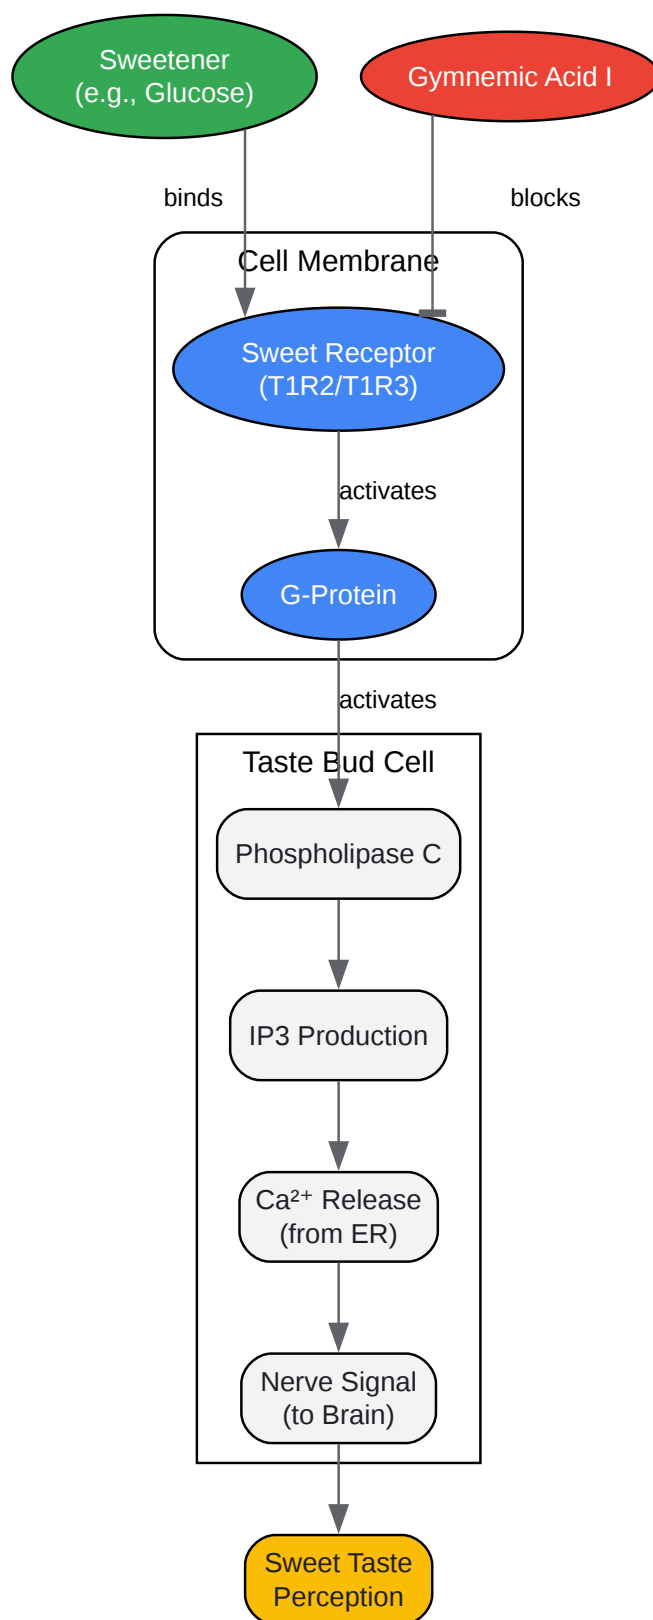 Sweetener
(e.g., Glucose)
Gymnemic Acid I
binds
blocks
Cell Membrane
Sweet Receptor
(T1R2/T1R3)
activates
G-Protein
activates
Taste Bud Cell
Phospholipase C
IP3 Production
Ca²⁺ Release
(from ER)
Nerve Signal
(to Brain)
Sweet Taste
Perception